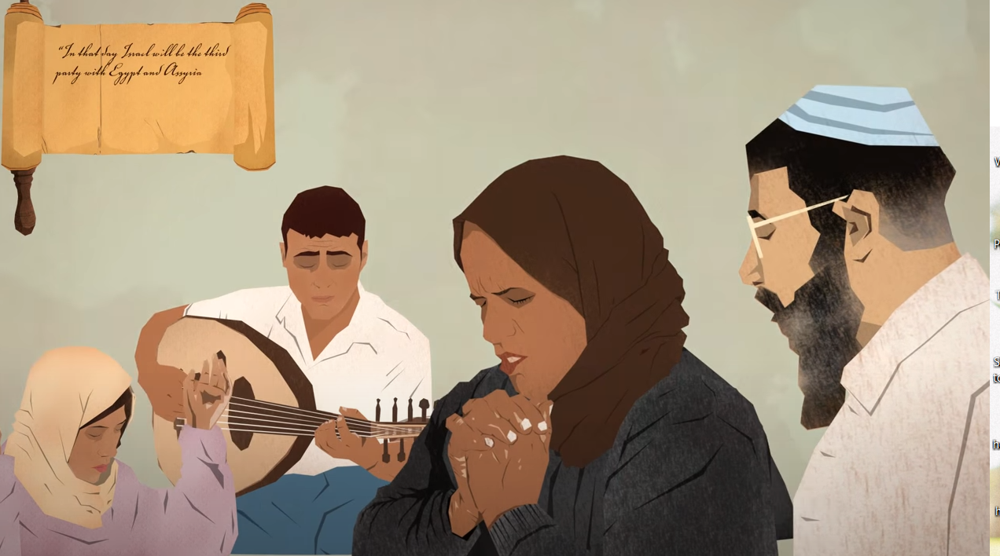 “In that day Israel will be the third
party with Egypt and Assyria